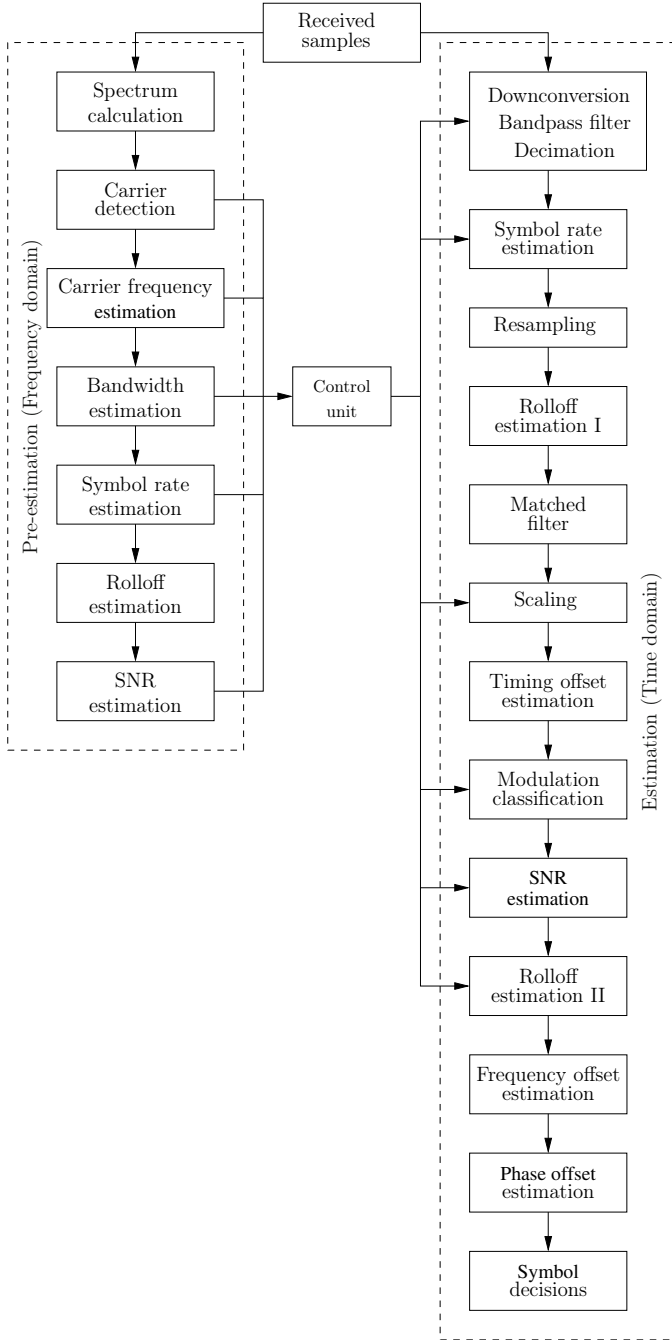 Received
samples
Pre-estimation (Frequency domain)
Spectrum
calculation
Carrier
detection
Carrier frequency
estimation
Bandwidth
estimation
Symbol rate
estimation
Rolloff
estimation
SNR
estimation
Control
unit
Downconversion
Bandpass filter
Decimation
Symbol rate
estimation
Resampling
Rolloff
estimation I
Matched
filter
Scaling
Timing offset
estimation
Modulation
classification
SNR
estimation
Rolloff
estimation II
Frequency offset
estimation
Phase offset
estimation
Symbol
decisions
Estimation (Time domain)